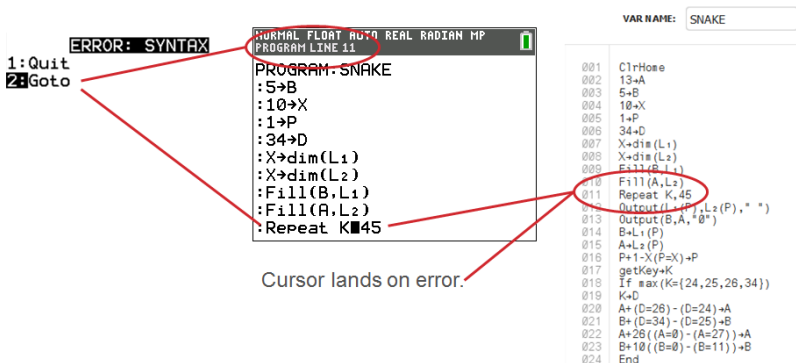 ERROR: SYNTAX
1:Quit
2:Goto
NORMAL FLOAT AUTO REAL RADIAN MP
PROGRAM LINE 11
PROGRAM:SNAKE
:5→B
:10→X
:1→P
:34→D
:X→dim(L₁)
:X→dim(L₂)
:Fill(B,L₁)
:Fill(A,L₂)
:Repeat K 45
Cursor lands on error.
VAR NAME: SNAKE
001 ClrHome
002 13→A
003 5→B
004 10→X
005 1→P
006 34→D
007 X→dim(L₁)
008 X→dim(L₂)
009 Fill(B,L₁)
010 Fill(A,L₂)
011 Repeat K,45
012 Output(L₁(P),L₂(P)," ")
013 Output(B,A,"0")
014 B→L₁(P)
015 A→L₂(P)
016 P+1-X(P=X)→P
017 getKey→K
018 If max(K={24,25,26,34})
019 K→D
020 A+(D=26)-(D=24)→A
021 B+(D=34)-(D=25)→B
022 A+26((A=0)-(A=27))→A
023 B+10((B=0)-(B=11))→B
024 End